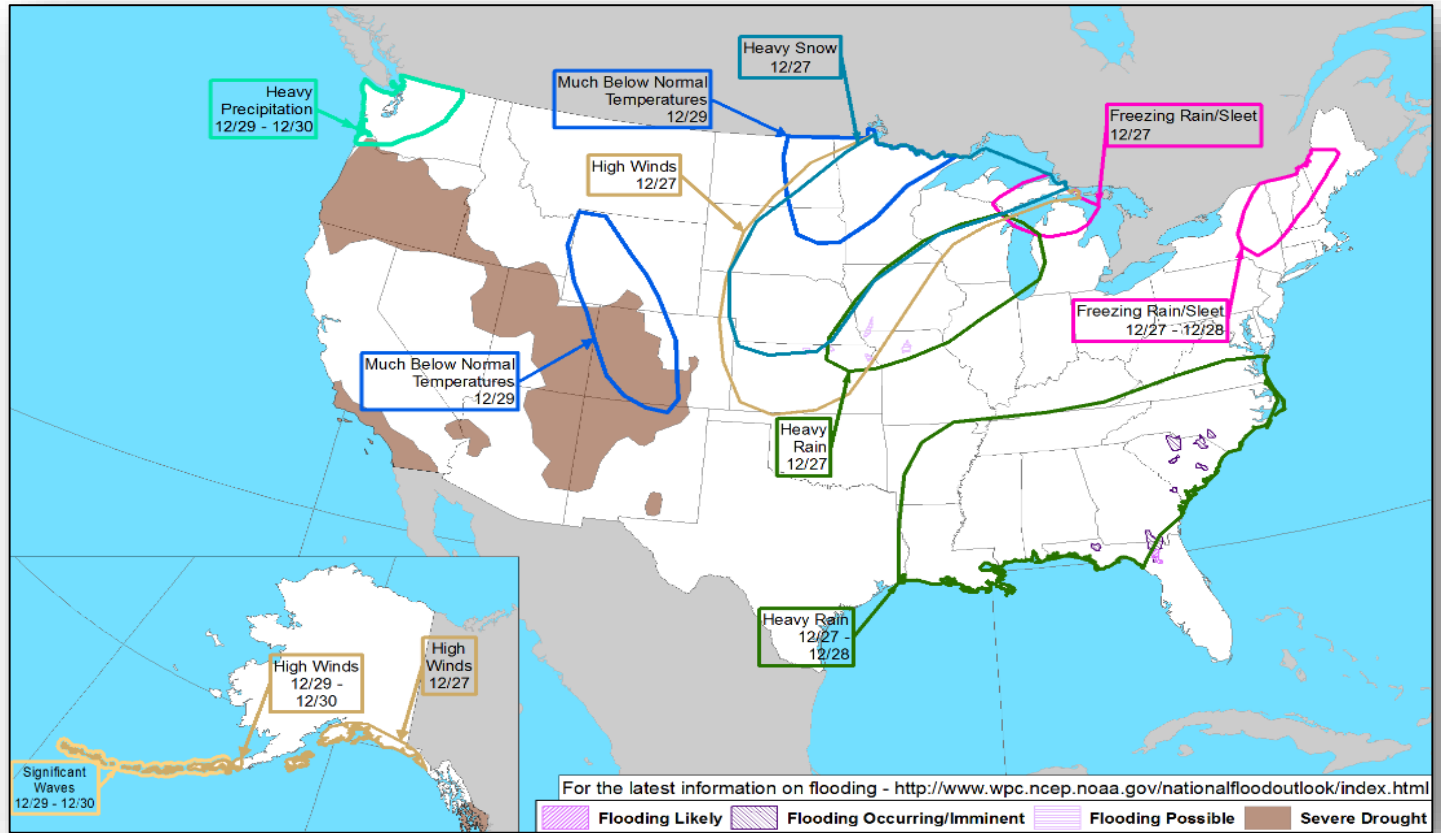 Heavy Snow
12/27
Much Below Normal
Temperatures
12/29
Heavy
Precipitation
12/29 - 12/30
Freezing Rain/Sleet
12/27
High Winds
12/27
Freezing Rain/Sleet
12/27 - 12/28
Much Below Normal
Temperatures
12/29
Heavy
Rain
12/27
Heavy Rain
12/27 -
12/28
High
Winds
12/27
High Winds
12/29 -
12/30
Significant
Waves
12/29 - 12/30
For the latest information on flooding - http://www.wpc.ncep.noaa.gov/nationalfloodoutlook/index.html
Flooding Likely Flooding Occurring/Imminent Flooding Possible Severe Drought